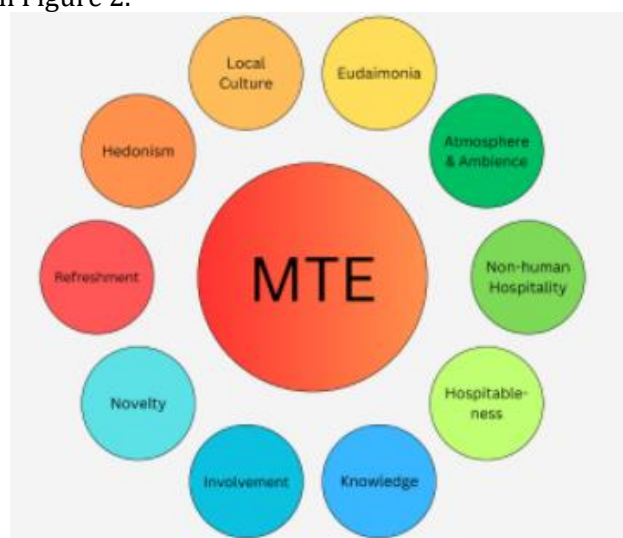 n Figure 2.
Local
Culture
Eudaimonia
Hedonism
Atmosphere
& Ambience
MTE
Refreshment
Non-human
Hospitality
Novelty
Hospitable-
ness
Involvement
Knowledge